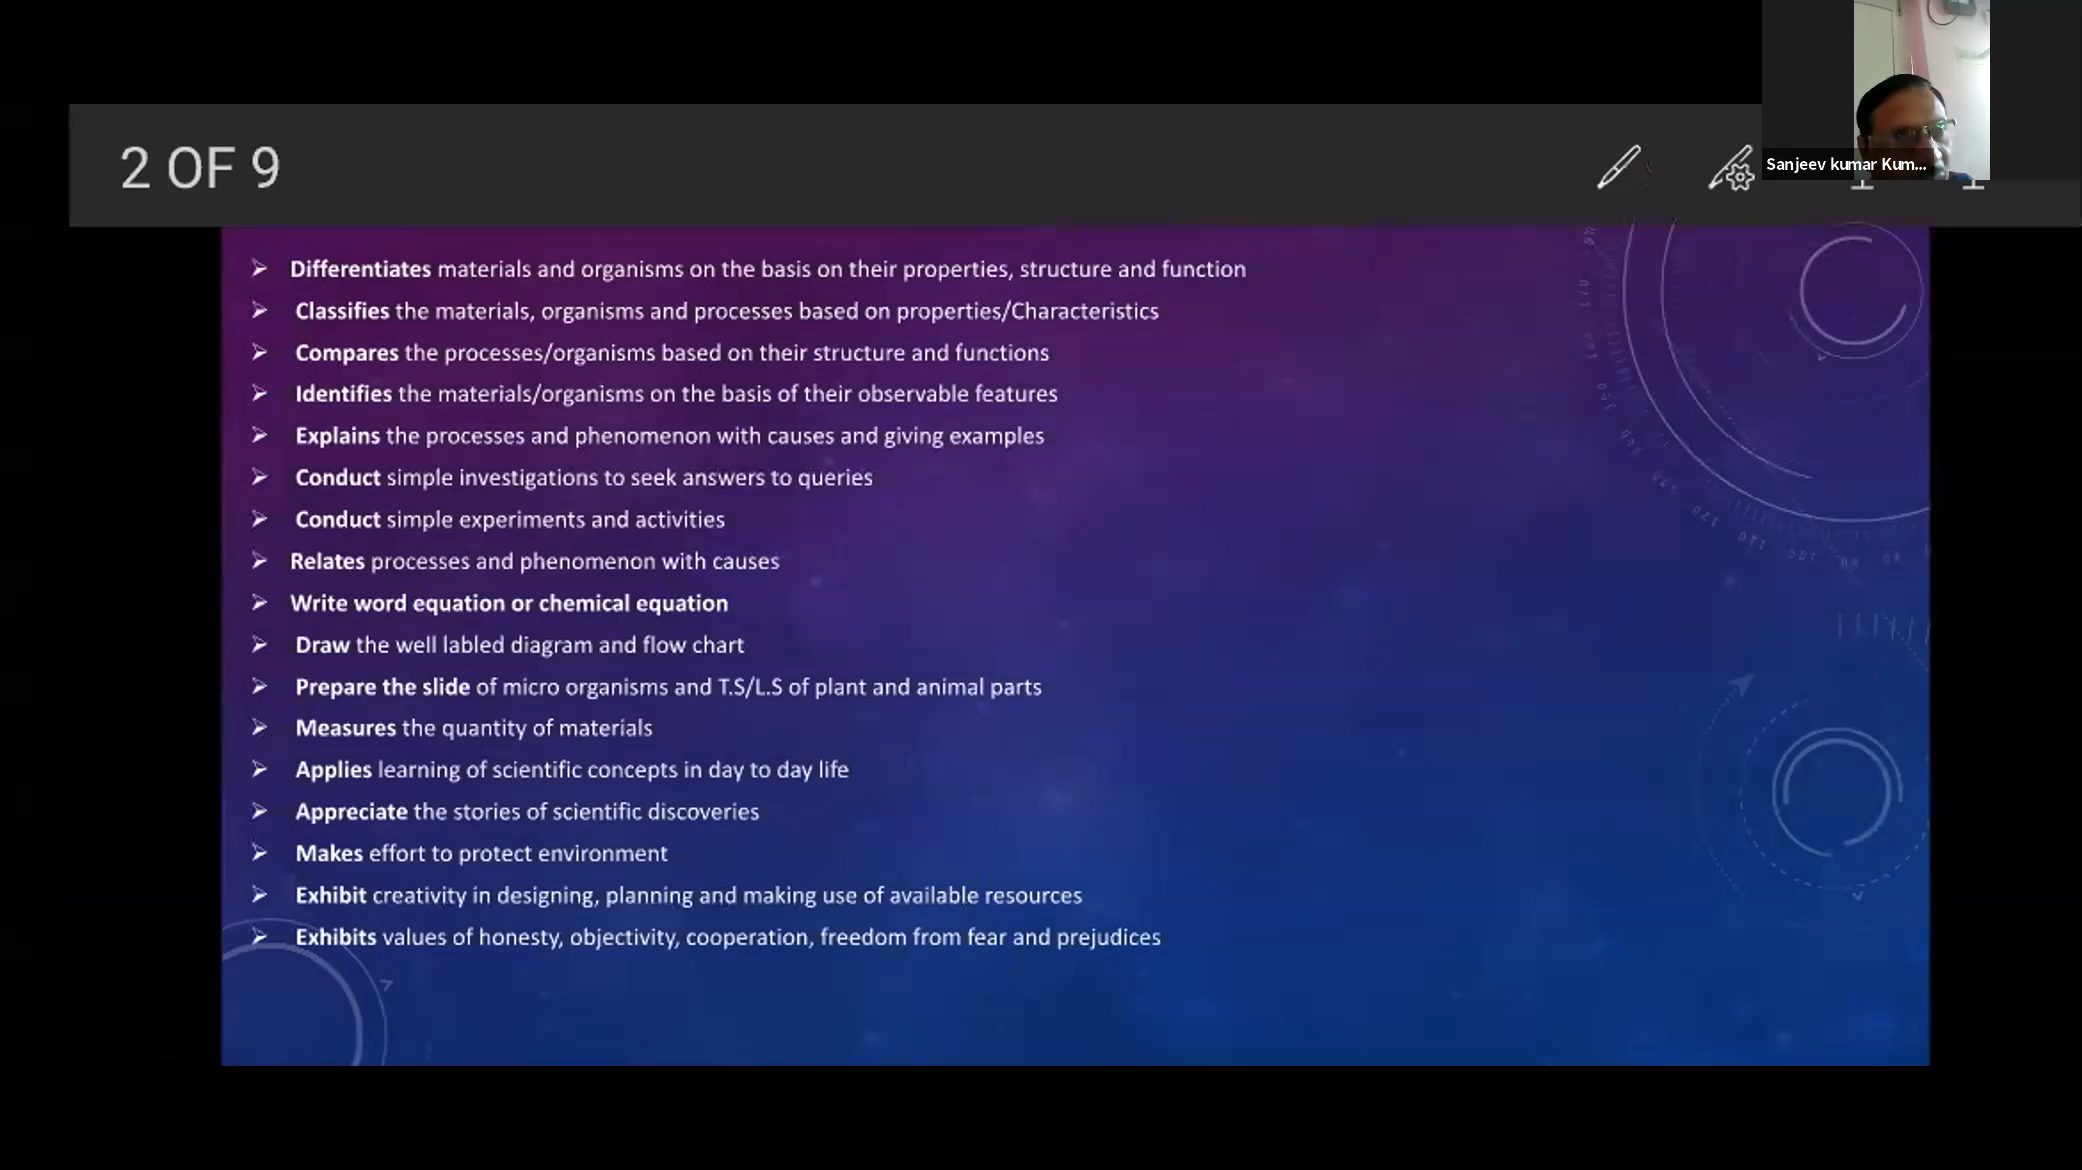 2 OF 9
Sanjeev kumar Kum...
➢ Differentiates materials and organisms on the basis on their properties, structure and function
➢ Classifies the materials, organisms and processes based on properties/Characteristics
➢ Compares the processes/organisms based on their structure and functions
➢ Identifies the materials/organisms on the basis of their observable features
➢ Explains the processes and phenomenon with causes and giving examples
➢ Conduct simple investigations to seek answers to queries
➢ Conduct simple experiments and activities
➢ Relates processes and phenomenon with causes
➢ Write word equation or chemical equation
➢ Draw the well labled diagram and flow chart
➢ Prepare the slide of micro organisms and T.S/L.S of plant and animal parts
➢ Measures the quantity of materials
➢ Applies learning of scientific concepts in day to day life
➢ Appreciate the stories of scientific discoveries
➢ Makes effort to protect environment
➢ Exhibit creativity in designing, planning and making use of available resources
➢ Exhibits values of honesty, objectivity, cooperation, freedom from fear and prejudices